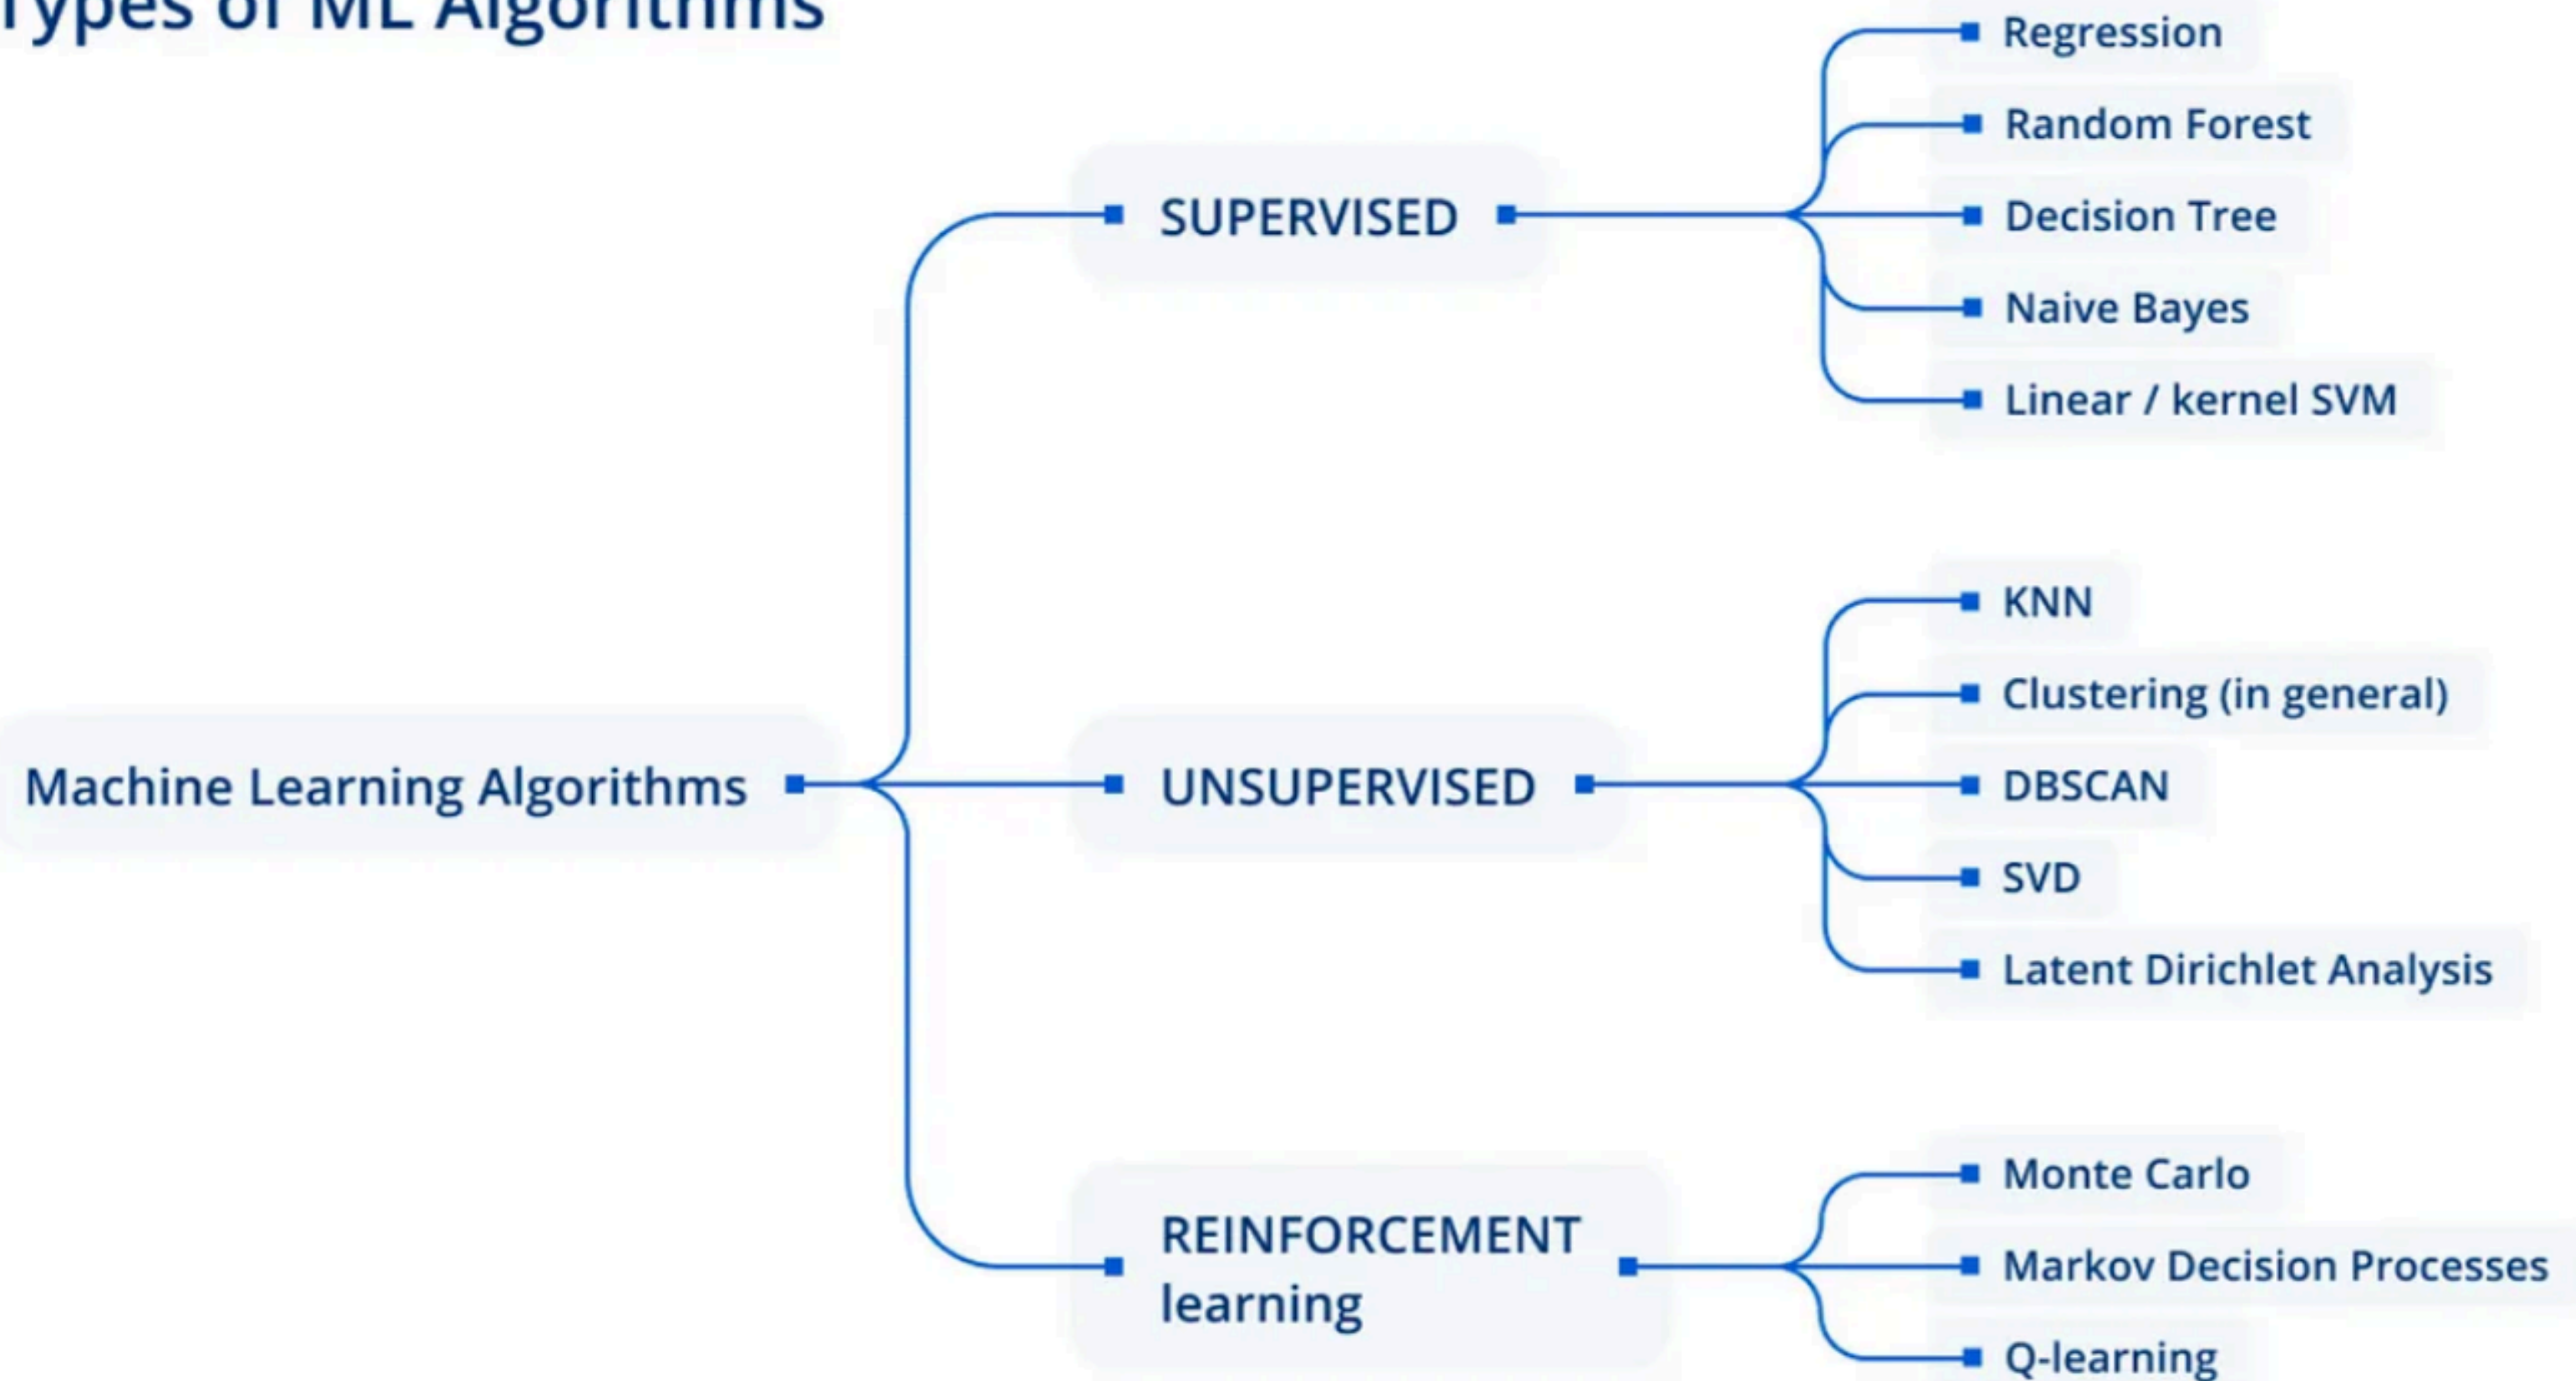 Types of ML Algorithms
Regression
Random Forest
SUPERVISED
Decision Tree
Naive Bayes
Linear / kernel SVM
KNN
Clustering (in general)
Machine Learning Algorithms
UNSUPERVISED
DBSCAN
SVD
Latent Dirichlet Analysis
Monte Carlo
REINFORCEMENT
learning
Markov Decision Processes
Q-learning